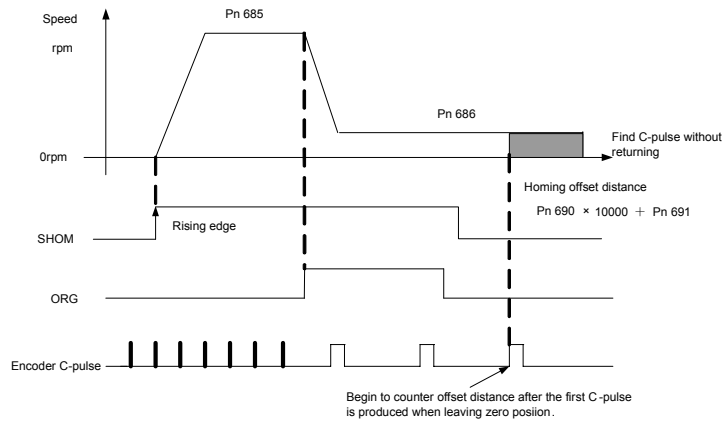 Speed
rpm
Pn 685
Pn 686
0rpm
Find C-pulse without
returning
Homing offset distance
Pn 690 × 10000 + Pn 691
Rising edge
SHOM
ORG
Encoder C-pulse
Begin to counter offset distance after the first C-pulse
is produced when leaving zero posiion.